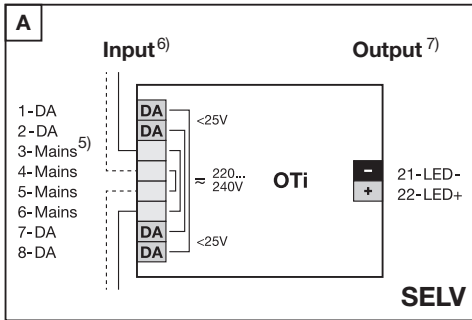 A
Input 6)
Output 7)
1-DA
2-DA
3-Mains 5)
4-Mains
5-Mains
6-Mains
7-DA
8-DA
DA
DA
DA
DA
<25V
≂ 220...
240V
<25V
OTi
-
+
21-LED-
22-LED+
SELV